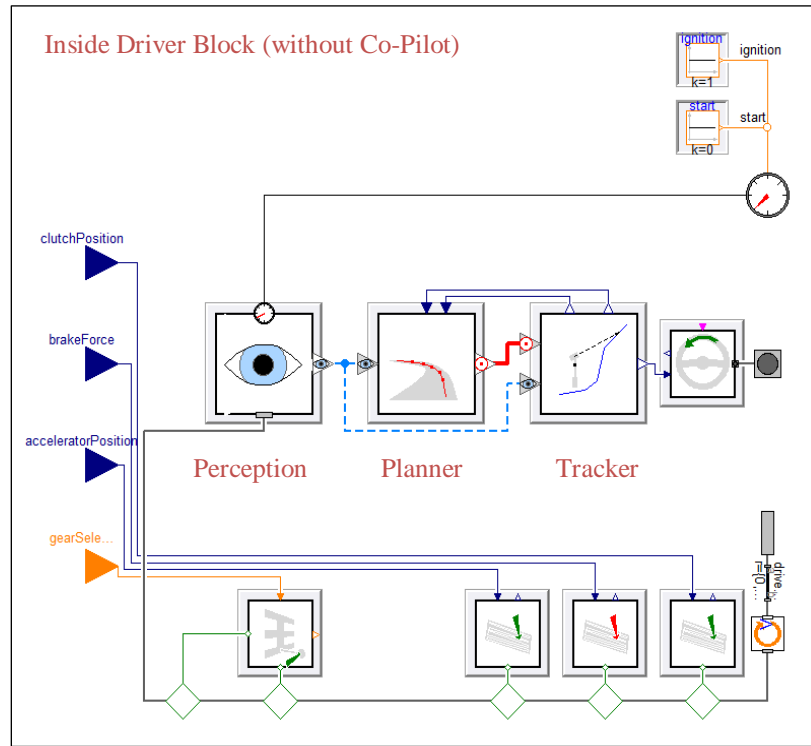 Inside Driver Block (without Co-Pilot)
ignition
ignition
k=1
start
start
k=0
clutchPosition
brakeForce
acceleratorPosition
Perception
Planner
Tracker
gearSele...
r={0,...